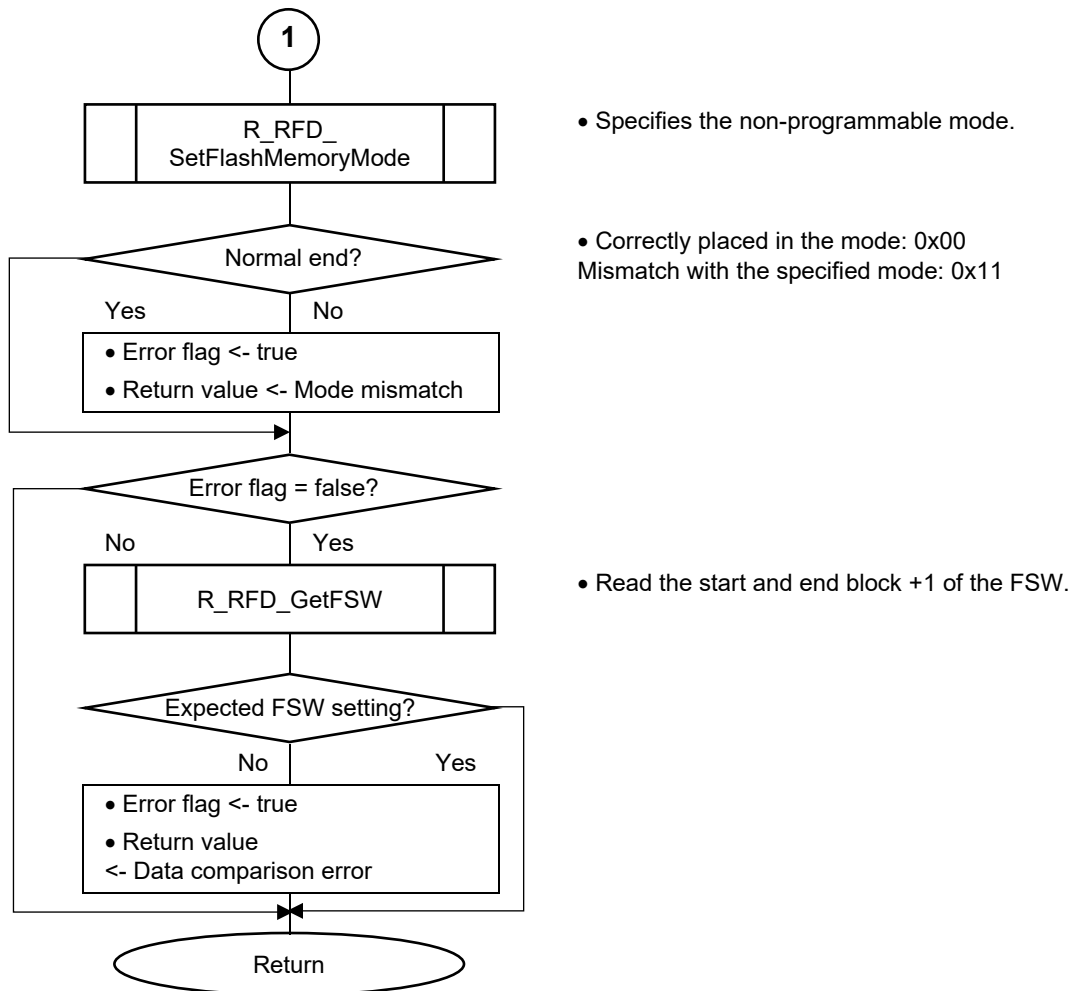 1
R_RFD_
SetFlashMemoryMode
• Specifies the non-programmable mode.
Normal end?
• Correctly placed in the mode: 0x00
Mismatch with the specified mode: 0x11
Yes
No
• Error flag <- true
• Return value <- Mode mismatch
Error flag = false?
No
Yes
R_RFD_GetFSW
• Read the start and end block +1 of the FSW.
Expected FSW setting?
No
Yes
• Error flag <- true
• Return value
<- Data comparison error
Return